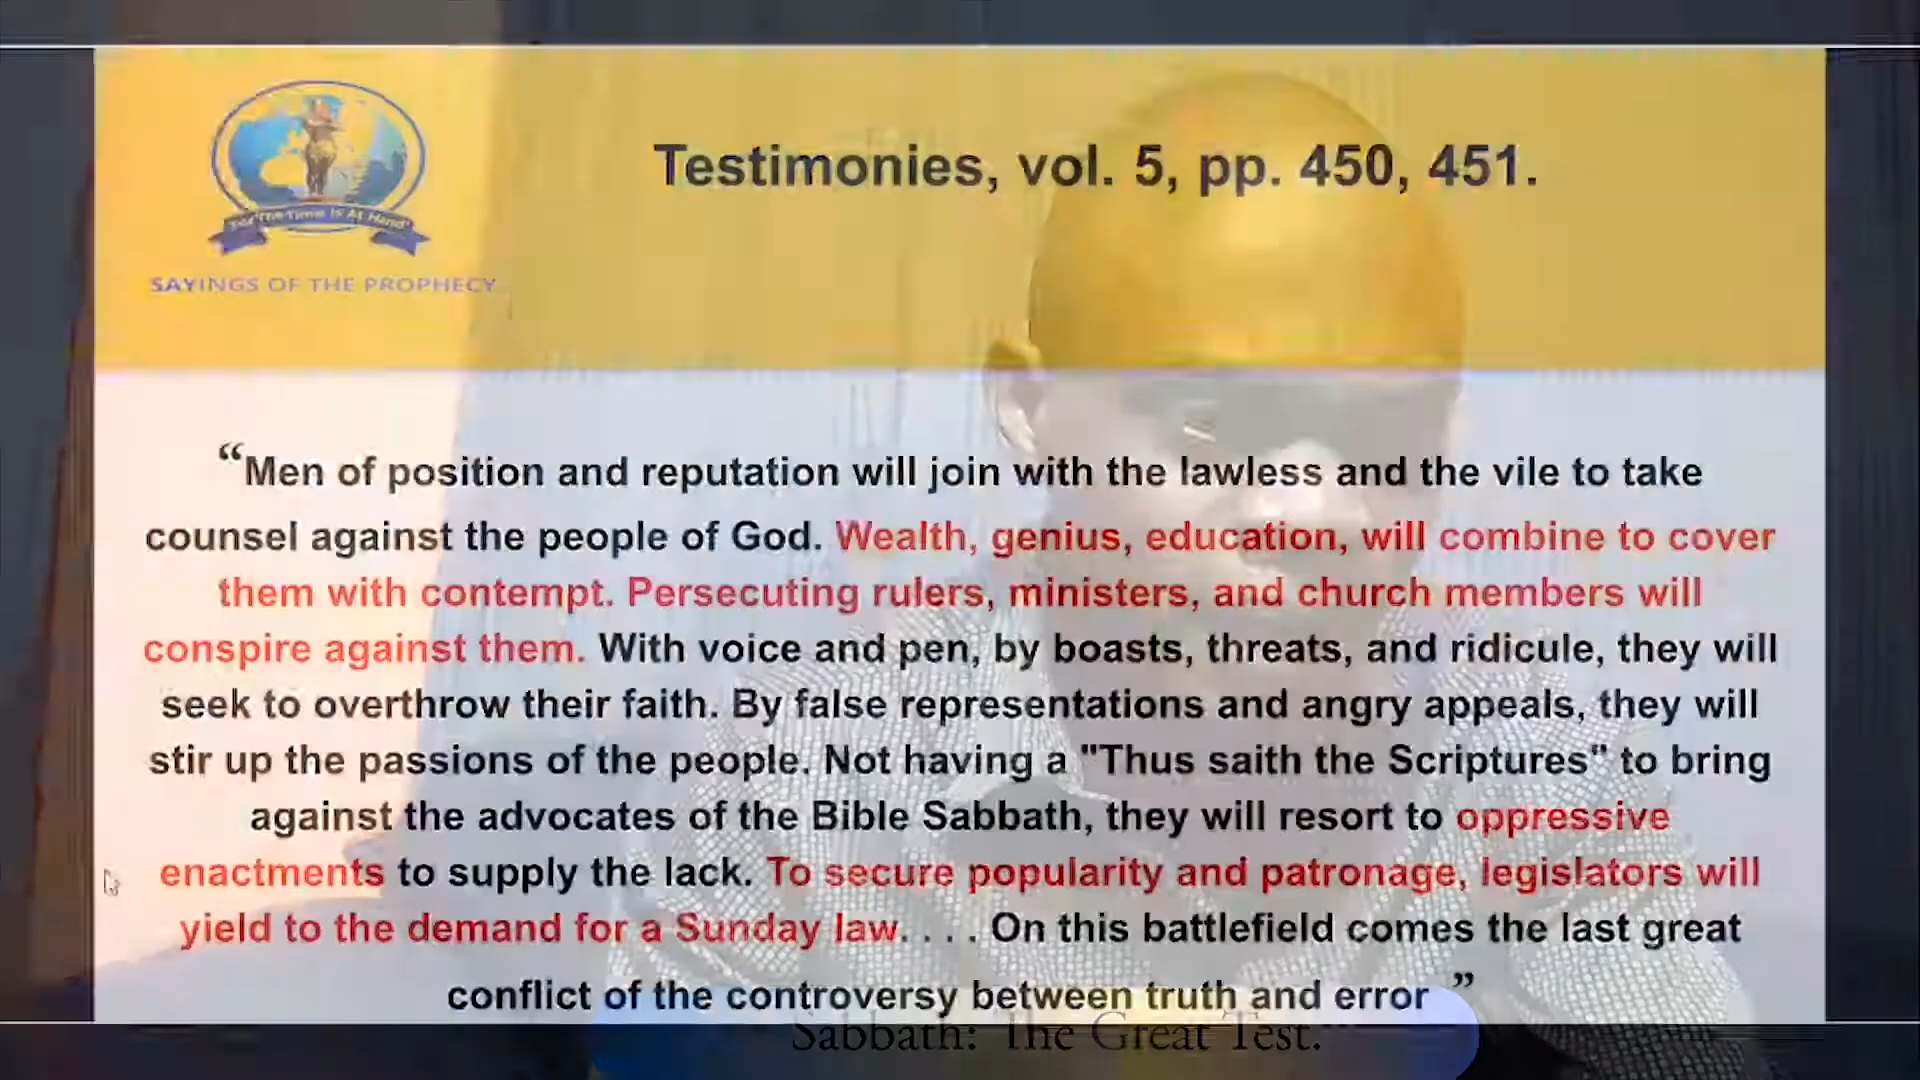 Testimonies, vol. 5, pp. 450, 451.
"For The Time Is At Hand"
SAYINGS OF THE PROPHECY
“Men of position and reputation will join with the lawless and the vile to take
counsel against the people of God. Wealth, genius, education, will combine to cover
them with contempt. Persecuting rulers, ministers, and church members will
conspire against them. With voice and pen, by boasts, threats, and ridicule, they will
seek to overthrow their faith. By false representations and angry appeals, they will
stir up the passions of the people. Not having a "Thus saith the Scriptures" to bring
against the advocates of the Bible Sabbath, they will resort to oppressive
enactments to supply the lack. To secure popularity and patronage, legislators will
yield to the demand for a Sunday law. . . . On this battlefield comes the last great
conflict of the controversy between truth and error ”
Sabbath: The Great Test.